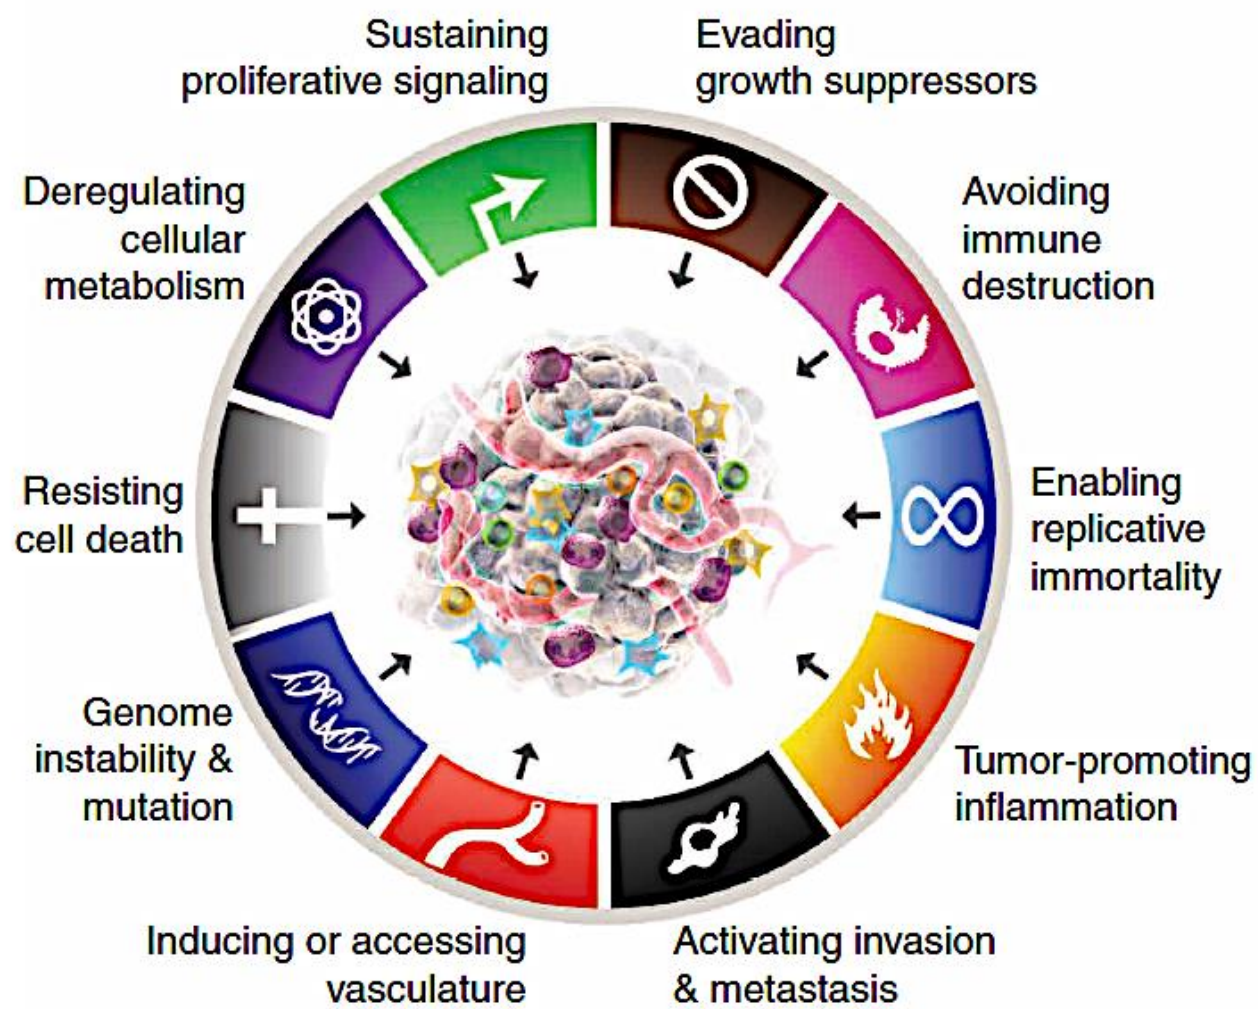 Sustaining
proliferative signaling
Evading
growth suppressors
Avoiding
immune
destruction
Enabling
replicative
immortality
Tumor-promoting
inflammation
Activating invasion
& metastasis
Inducing or accessing
vasculature
Genome
instability &
mutation
Resisting
cell death
Deregulating
cellular
metabolism